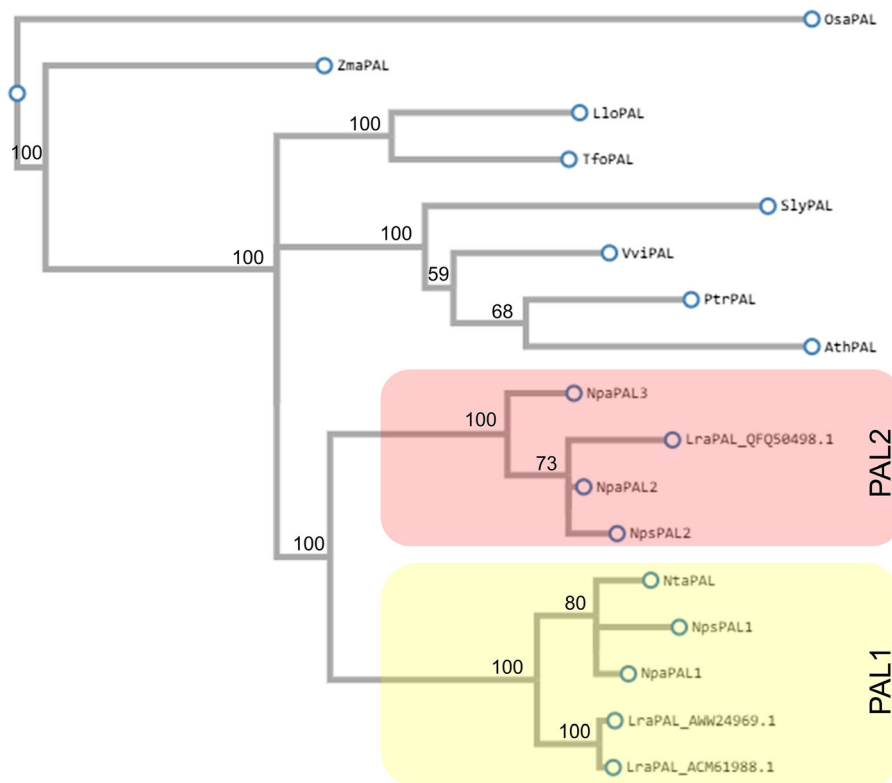 OsaPAL
ZmaPAL
LloPAL
100
100
TfoPAL
SlyPAL
100
VviPAL
100
59
PtrPAL
68
AthPAL
NpaPAL3
100
LraPAL_QFQ50498.1
73
NpaPAL2
PAL2
NpsPAL2
100
NtaPAL
80
NpsPAL1
100
NpaPAL1
PAL1
LraPAL_AWW24969.1
100
LraPAL_ACM61988.1